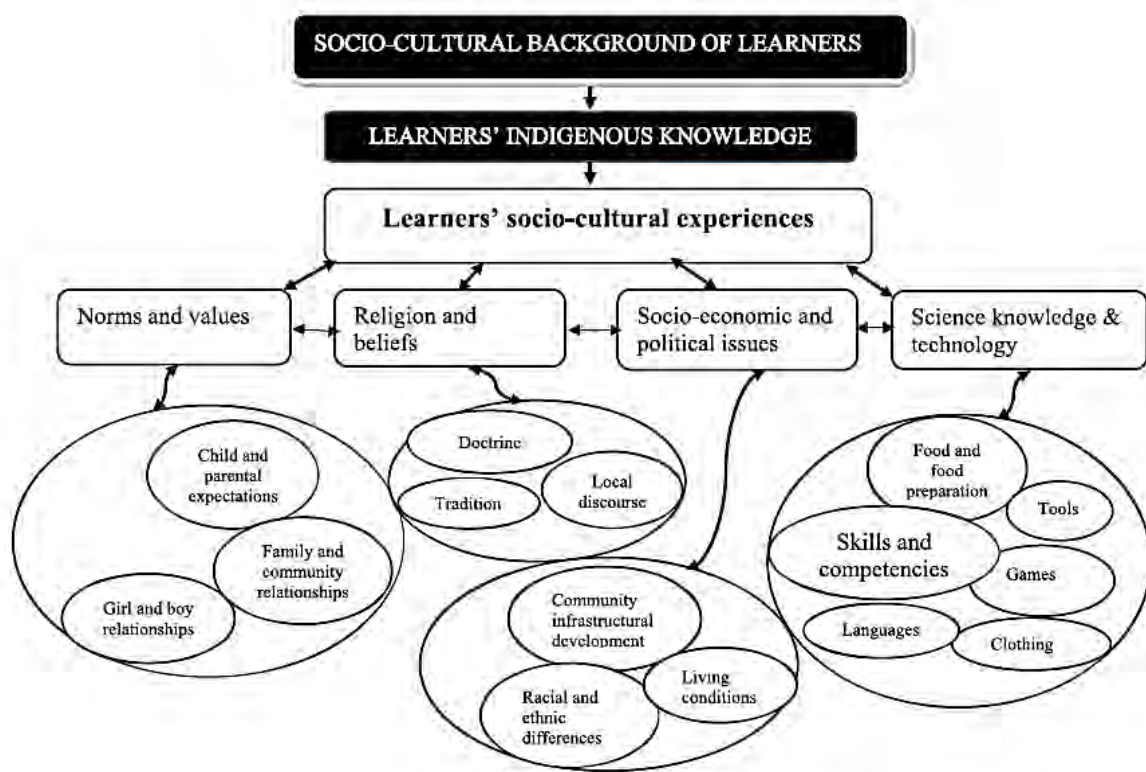 SOCIO-CULTURAL BACKGROUND OF LEARNERS
LEARNERS' INDIGENOUS KNOWLEDGE
Learners' socio-cultural experiences
Norms and values
Religion and
beliefs
Socio-economic and
political issues
Science knowledge &
technology
Child and
parental
expectations
Family and
community
relationships
Girl and boy
relationships
Doctrine
Tradition
Local
discourse
Community
infrastructural
development
Living
conditions
Racial and
ethnic
differences
Food and
food
preparation
Tools
Skills and
competencies
Games
Languages
Clothing